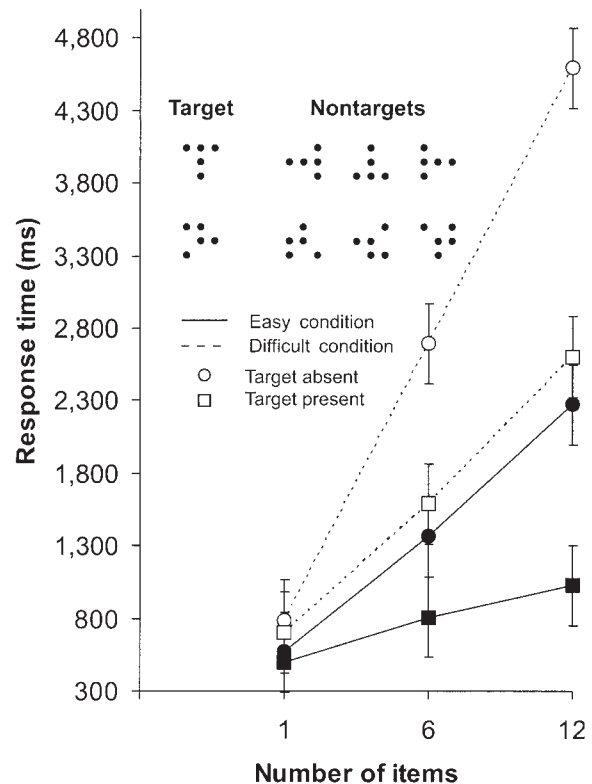 4,800
4,300
Target Nontargets
3,800
3,300
2,800
Easy condition
Difficult condition
Target absent
Target present
2,300
1,800
1,300
800
300
1 6 12
Number of items
Response time (ms)